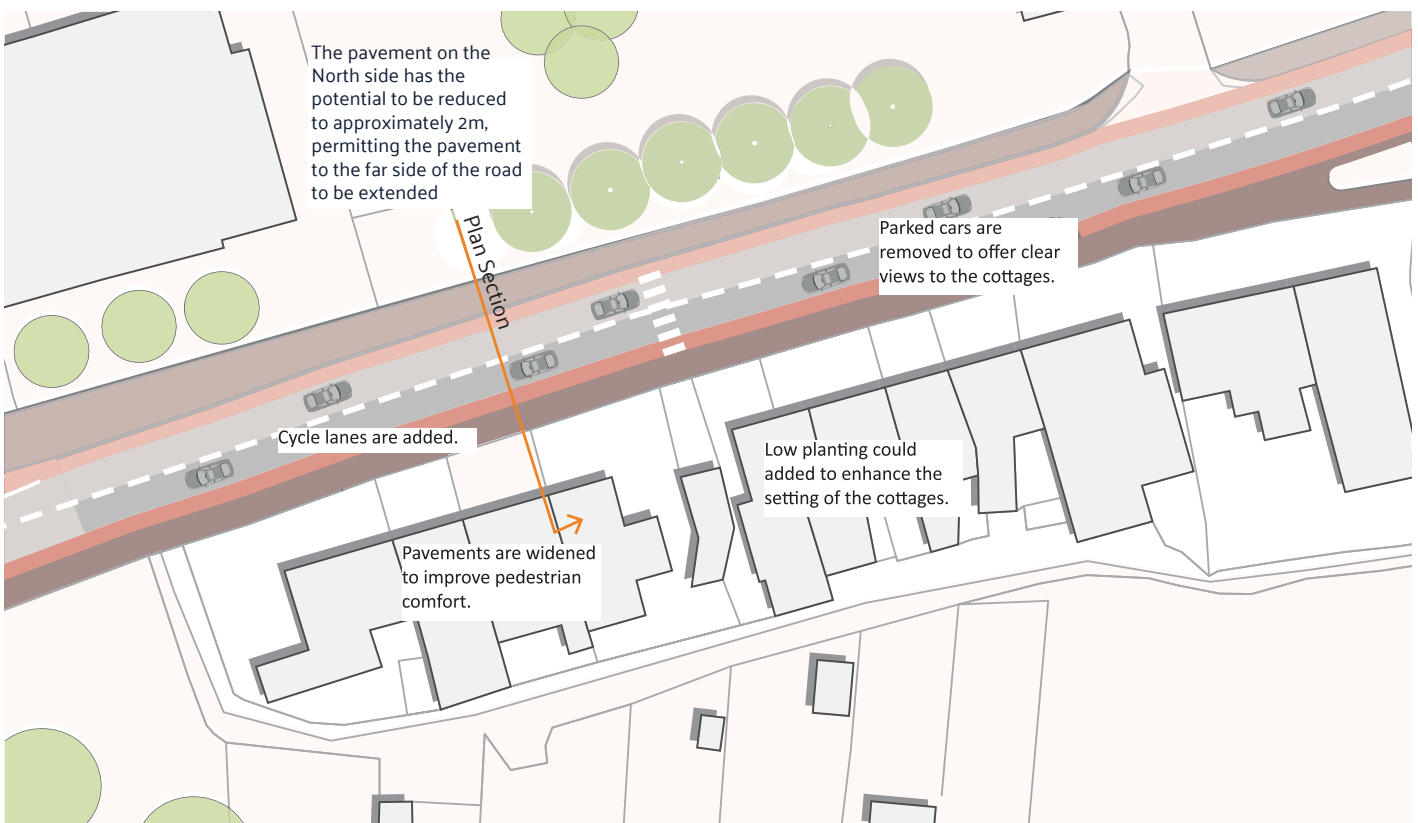 The pavement on the
North side has the
potential to be reduced
to approximately 2m,
permitting the pavement
to the far side of the road
to be extended
Plan Section
Parked cars are
removed to offer clear
views to the cottages.
Cycle lanes are added.
Low planting could
added to enhance the
setting of the cottages.
Pavements are widened
to improve pedestrian
comfort.